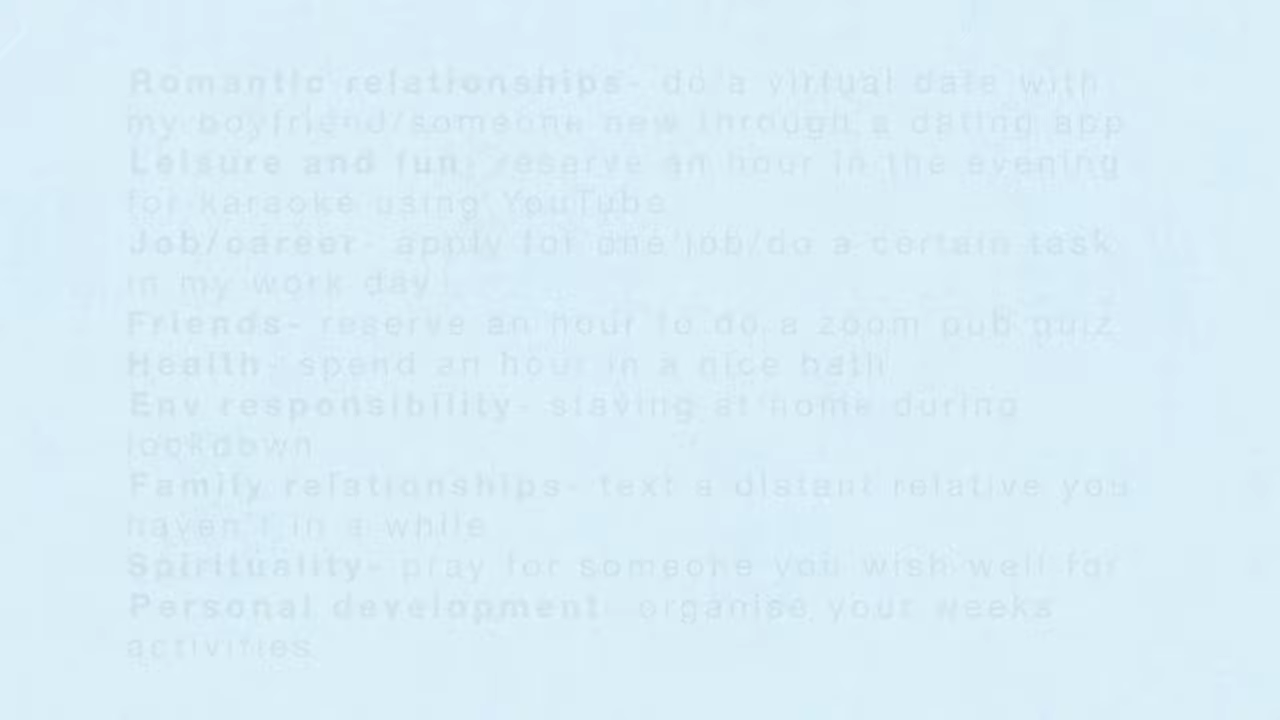 Romantic relationships- do a virtual date with
my boyfriend/someone new through a dating app
Leisure and fun- reserve an hour in the evening
for karaoke using YouTube
Job/career- apply for one job/do a certain task
in my work day
Friends- reserve an hour to do a zoom pub quiz
Health- spend an hour in a nice bath
Env responsibility- staying at home during
lockdown
Family relationships- text a distant relative you
haven't in a while
Spirituality- pray for someone you wish well for
Personal development- organise your weeks
activities